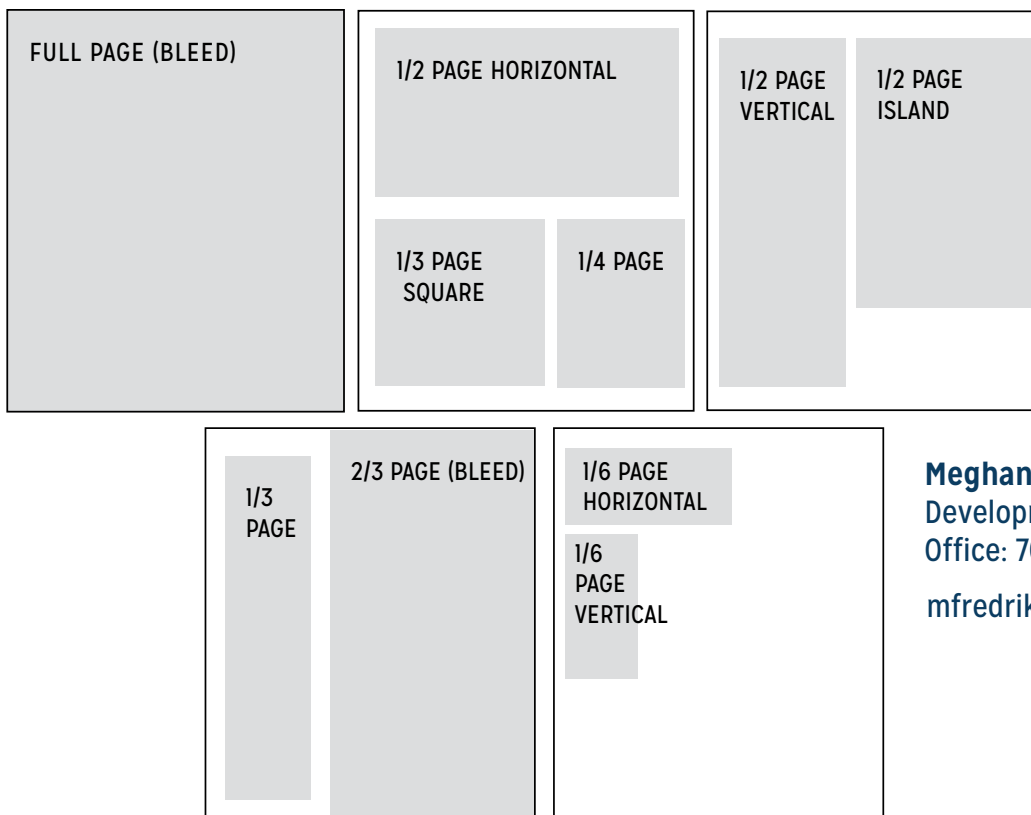 FULL PAGE (BLEED)
1/2 PAGE HORIZONTAL
1/3 PAGE
SQUARE
1/4 PAGE
1/2 PAGE
VERTICAL
1/2 PAGE
ISLAND
1/3
PAGE
2/3 PAGE (BLEED)
1/6 PAGE
HORIZONTAL
1/6
PAGE
VERTICAL
Meghan
Office: